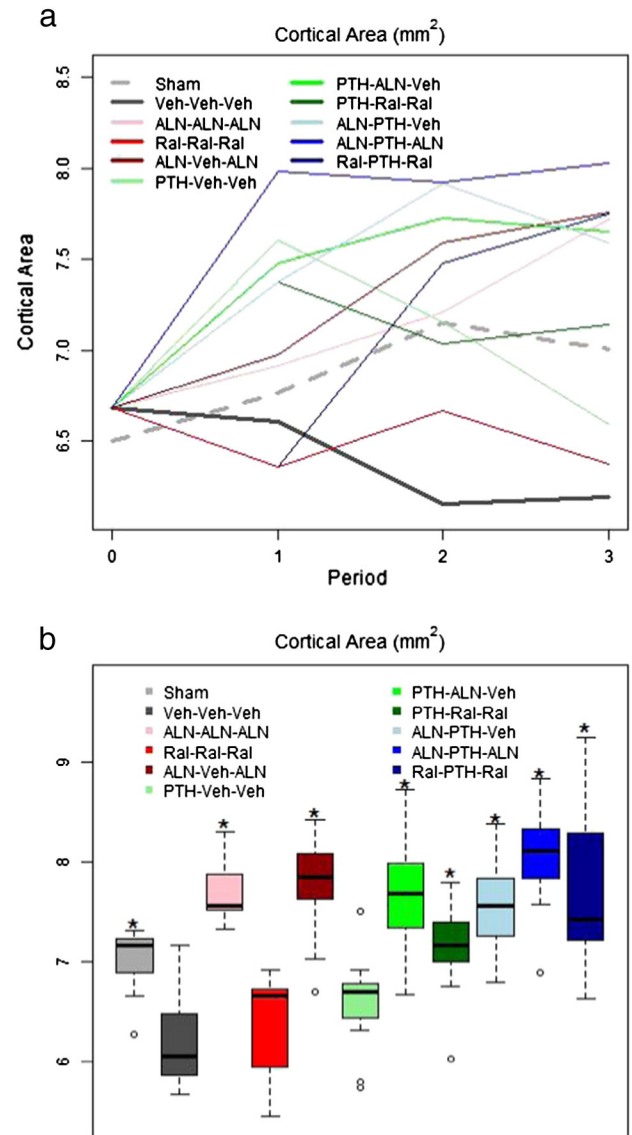 a
Cortical Area (mm²)
8.5
8.0
7.5
7.0
6.5
Cortical Area
Sham
Veh-Veh-Veh
ALN-ALN-ALN
Ral-Ral-Ral
ALN-Veh-ALN
PTH-Veh-Veh
PTH-ALN-Veh
PTH-Ral-Ral
ALN-PTH-Veh
ALN-PTH-ALN
Ral-PTH-Ral
0 1 2 3
Period
b
Cortical Area (mm²)
9
8
7
6
Sham
Veh-Veh-Veh
ALN-ALN-ALN
Ral-Ral-Ral
ALN-Veh-ALN
PTH-Veh-Veh
PTH-ALN-Veh
PTH-Ral-Ral
ALN-PTH-Veh
ALN-PTH-ALN
Ral-PTH-Ral
* * * * * * * *